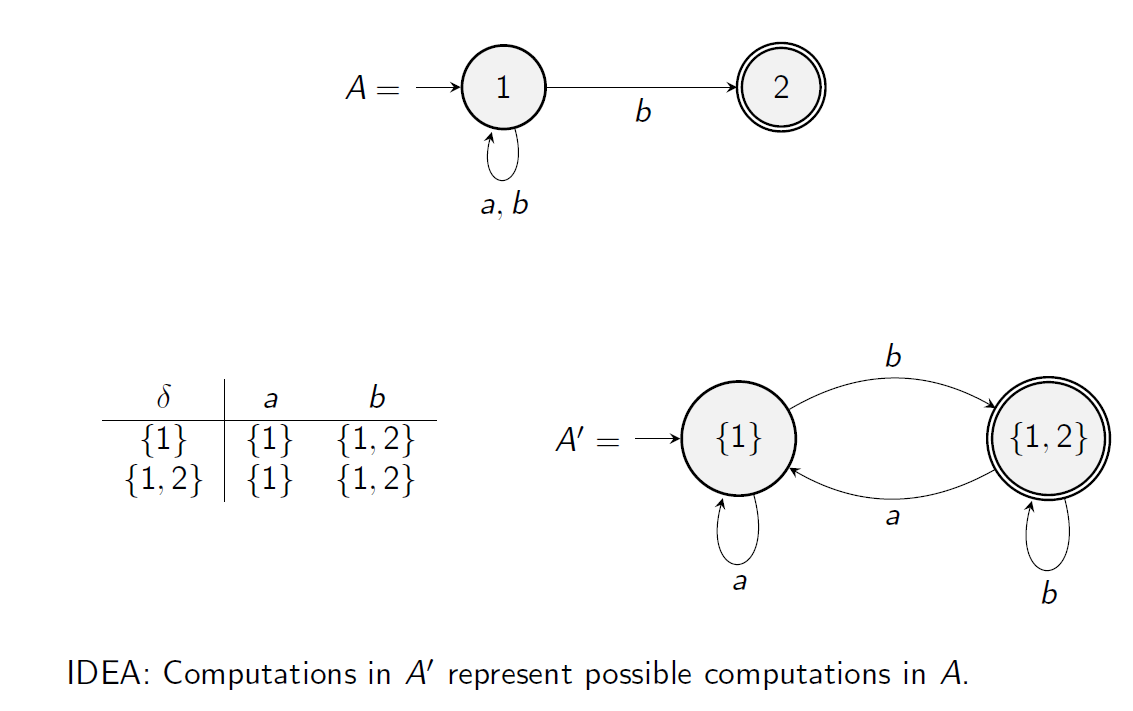 A = 1 2
b
a, b
δ a b
{1} {1} {1, 2}
{1, 2} {1} {1, 2}
b
A′ = {1} {1, 2}
a
a
b
IDEA: Computations in A′ represent possible computations in A.